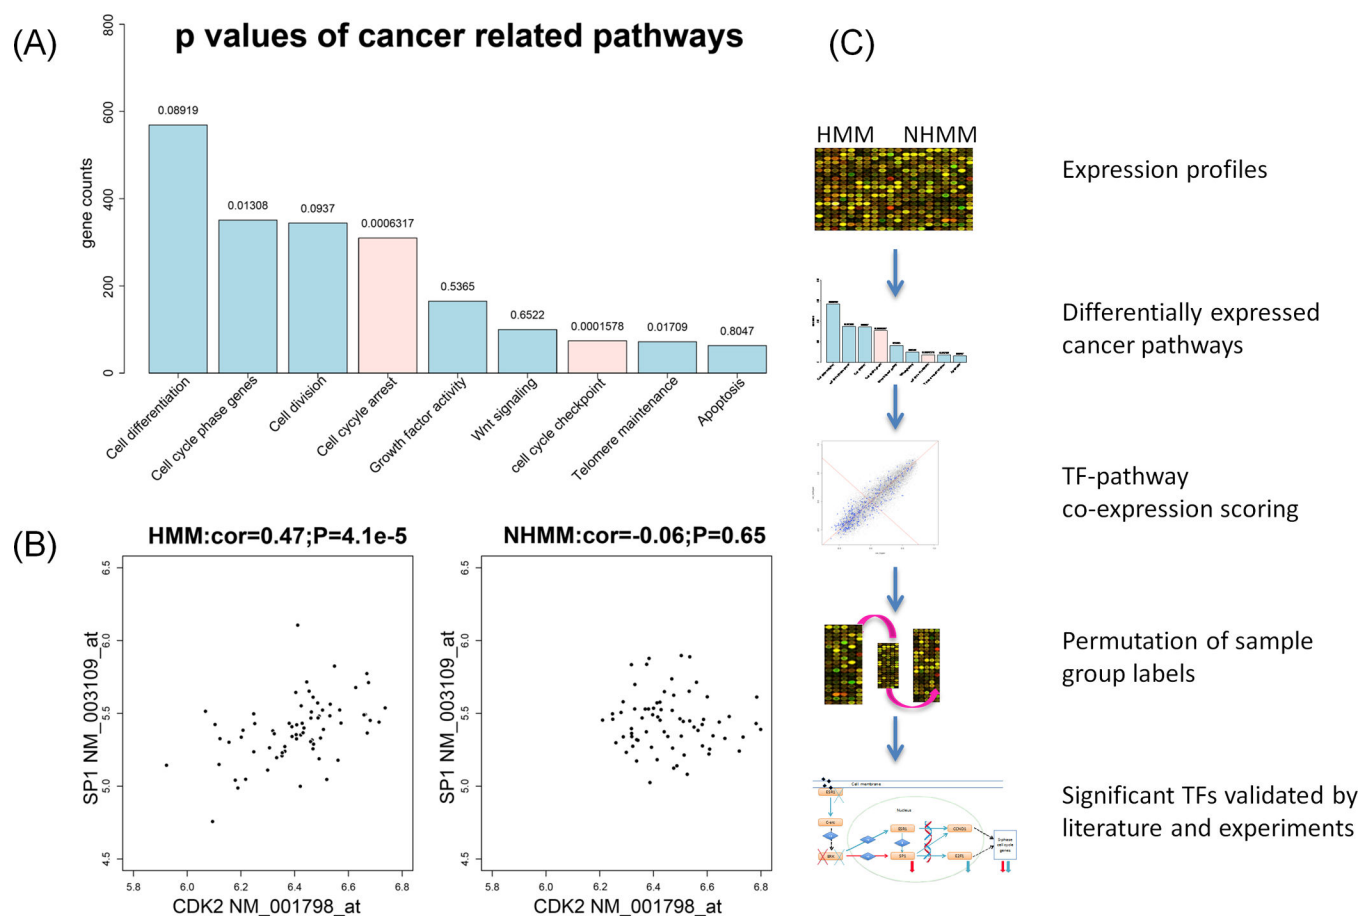 (A)
p values of cancer related pathways
gene counts
800
600
400
200
0
0.08919
0.01308
0.0937
0.0006317
0.5365
0.6522
0.0001578
0.01709
0.8047
Cell differentiation
Cell cycle phase genes
Cell division
Cell cycyle arrest
Growth factor activity
Wnt signaling
cell cycle checkpoint
Telomere maintenance
Apoptosis
(B)
HMM:cor=0.47;P=4.1e-5
SP1 NM_003109_at
6.5
6.0
5.5
5.0
4.5
5.8 6.0 6.2 6.4 6.6 6.8
CDK2 NM_001798_at
NHMM:cor=-0.06;P=0.65
SP1 NM_003109_at
6.5
6.0
5.5
5.0
4.5
5.8 6.0 6.2 6.4 6.6 6.8
CDK2 NM_001798_at
(C)
HMM NHMM
Expression profiles
Differentially expressed
cancer pathways
TF-pathway
co-expression scoring
Permutation of sample
group labels
Cell membrane
Nucleus
Significant TFs validated by
literature and experiments